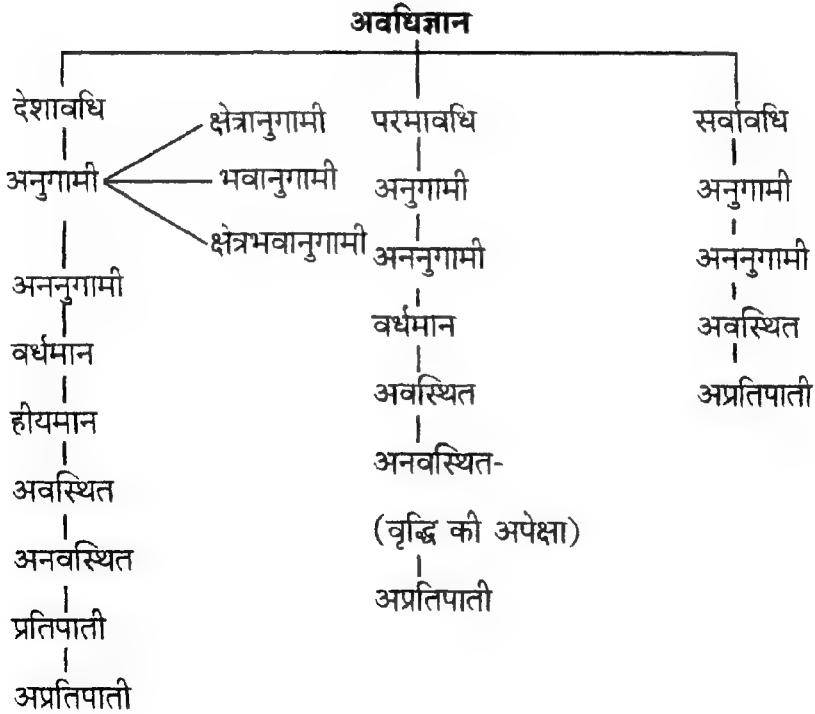 अवधिज्ञान
देशावधि
अनुगामी
क्षेत्रानुगामी
भवानुगामी
क्षेत्रभवानुगामी
अननुगामी
वर्धमान
हीयमान
अवस्थित
अनवस्थित
प्रतिपाती
अप्रतिपाती
परमावधि
अनुगामी
अननुगामी
वर्धमान
अवस्थित
अनवस्थित-
(वृद्धि की अपेक्षा)
अप्रतिपाती
सर्वावधि
अनुगामी
अननुगामी
अवस्थित
अप्रतिपाती